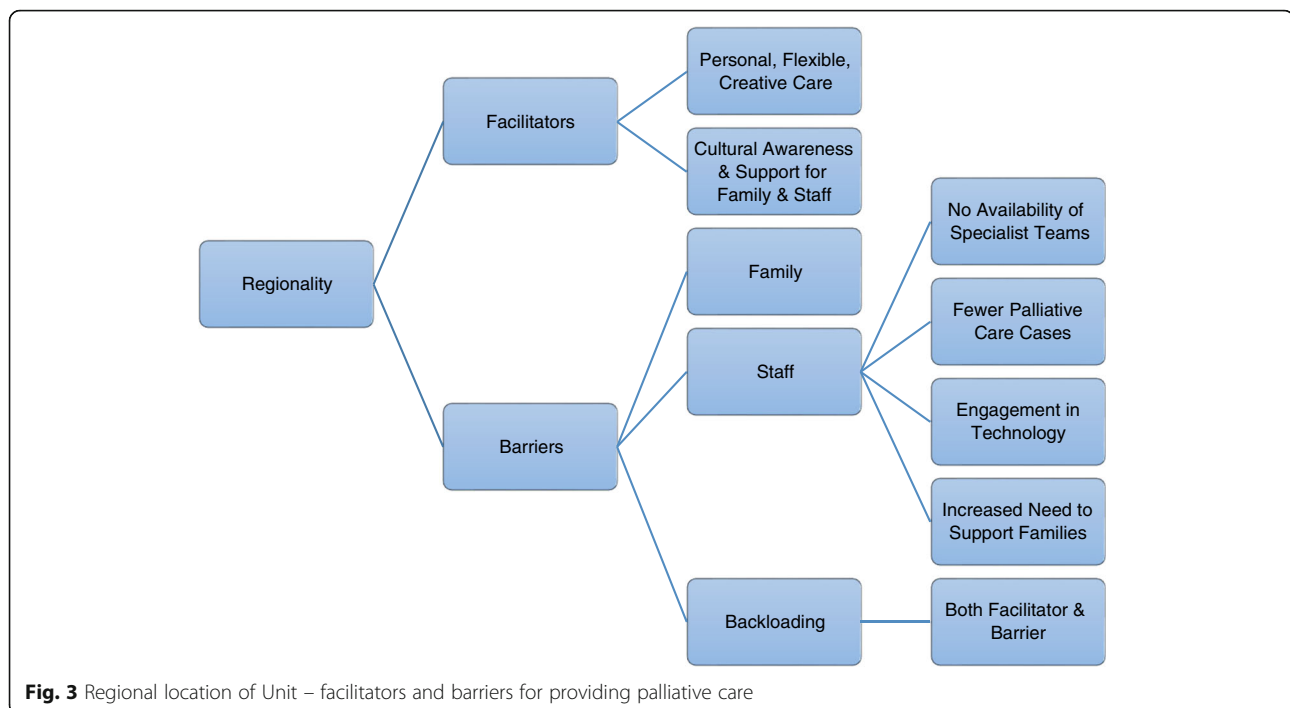 Personal, Flexible,
Creative Care
Facilitators
Cultural Awareness
& Support for
Family & Staff
No Availability of
Specialist Teams
Regionality
Family
Fewer Palliative
Care Cases
Staff
Engagement in
Technology
Barriers
Increased Need to
Support Families
Backloading
Both Facilitator &
Barrier
Fig. 3 Regional location of Unit – facilitators and barriers for providing palliative care